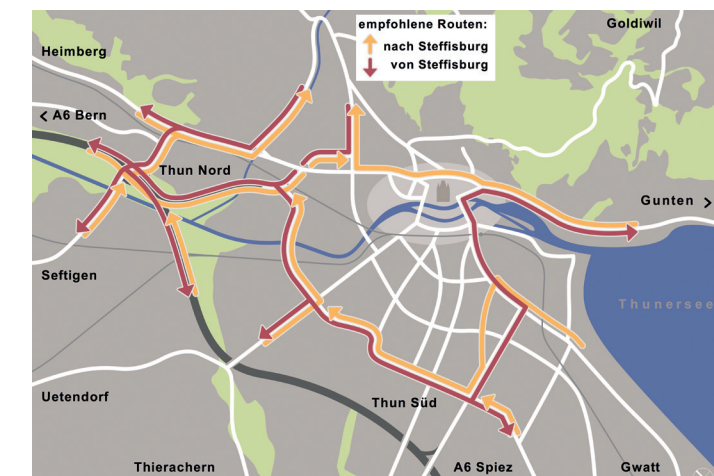 empfohlene Routen:
nach Steffisburg
von Steffisburg
Goldiwil
Heimberg
< A6 Bern
Thun Nord
Gunten >
Seftigen
Thunersee
Uetendorf
Thun Süd
Thierachern
A6 Spiez
Gwatt